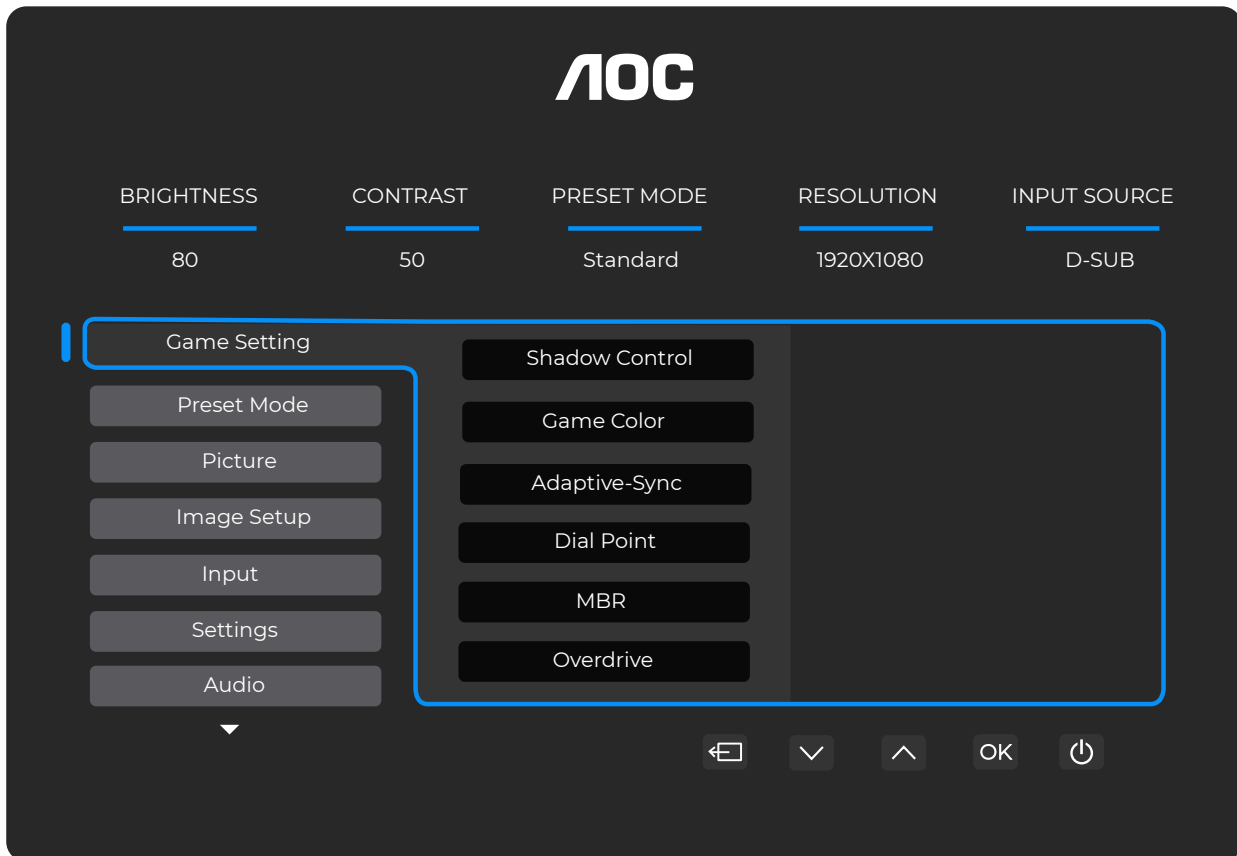 AOC
BRIGHTNESS CONTRAST PRESET MODE RESOLUTION INPUT SOURCE
80 50 Standard 1920X1080 D-SUB
Game Setting
Preset Mode
Picture
Image Setup
Input
Settings
Audio
Shadow Control
Game Color
Adaptive-Sync
Dial Point
MBR
Overdrive
OK